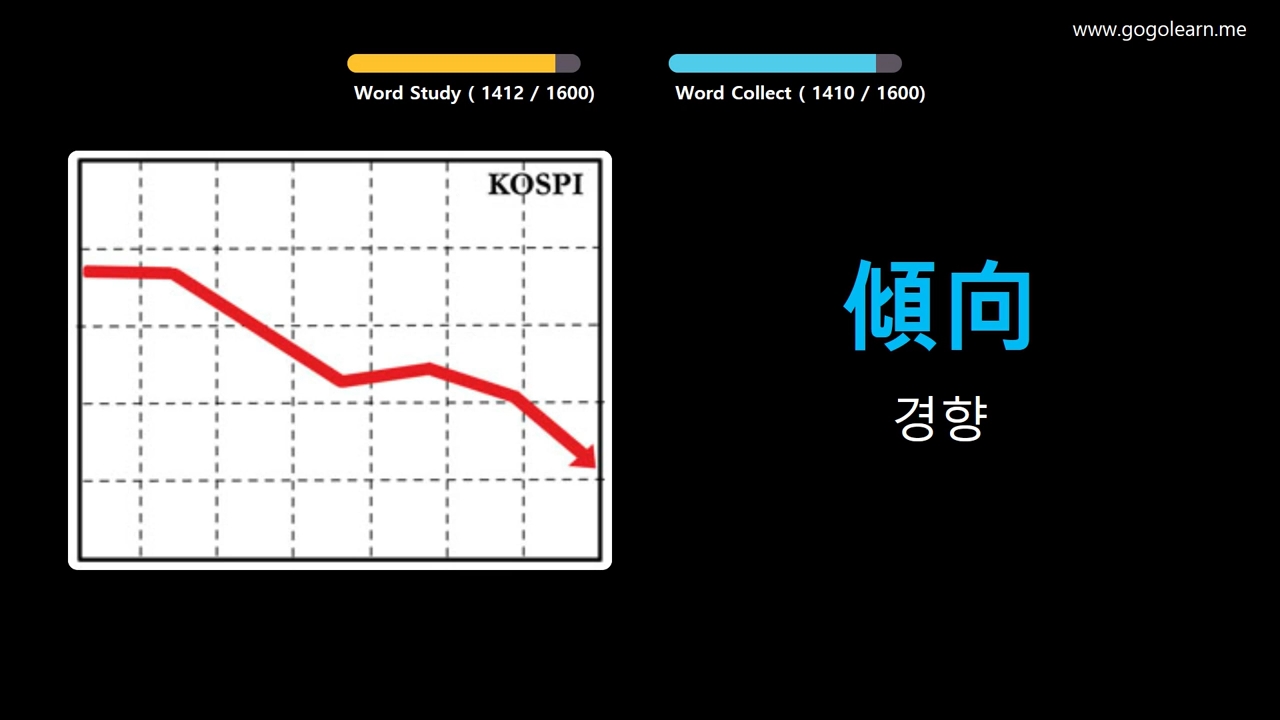 www.gogolearn.me
Word Study ( 1412 / 1600)
Word Collect ( 1410 / 1600)
KOSPI
傾向
경향